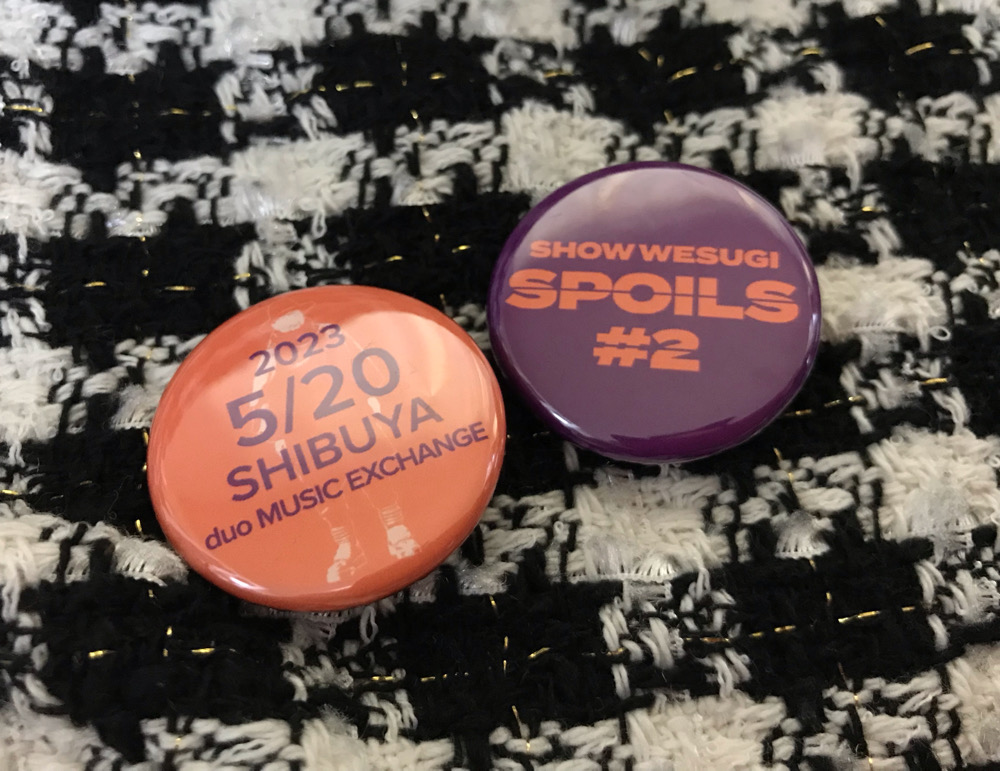 2023
5/20
SHIBUYA
duo MUSIC EXCHANGE
SHOW WESUGI
SPOILS
#2